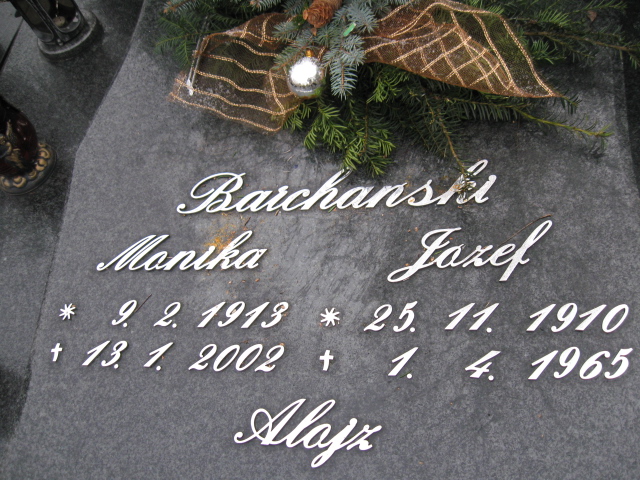 Barchanski
Monika Jozef
* 9. 2. 1913 * 25. 11. 1910
† 13. 1. 2002 † 1. 4. 1965
Alojz